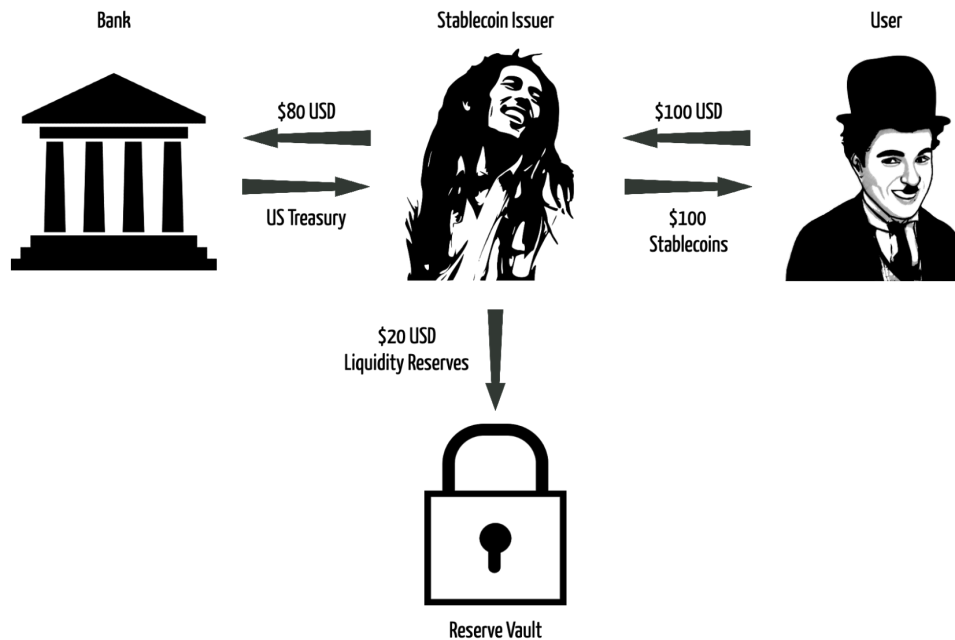 Bank
Stablecoin Issuer
User
$80 USD
$100 USD
US Treasury
$100
Stablecoins
$20 USD
Liquidity Reserves
Reserve Vault